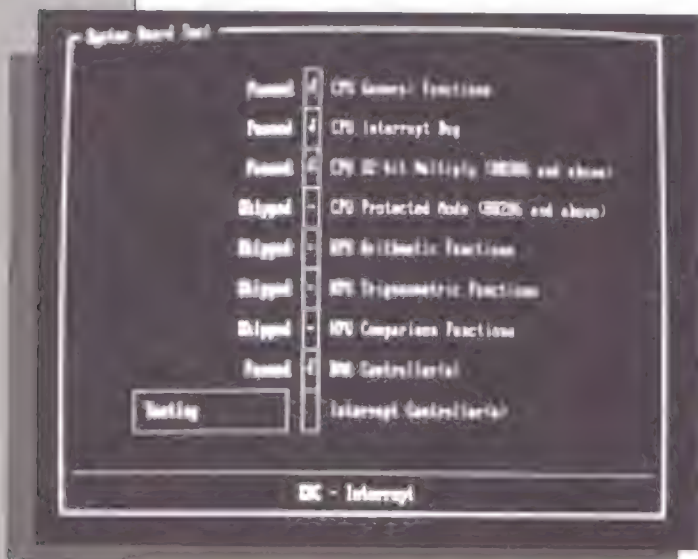 System Board Test
Passed √ CPU General Functions
Passed √ CPU Interrupt Bug
Passed √ CPU 32-bit Multiply (80386 and above)
Skipped - CPU Protected Mode (80286 and above)
Skipped - NPU Arithmetic Functions
Skipped - NPU Trigonometric Functions
Skipped - NPU Comparison Functions
Passed √ DMA Controller(s)
Testing Interrupt Controller(s)
ESC - Interrupt